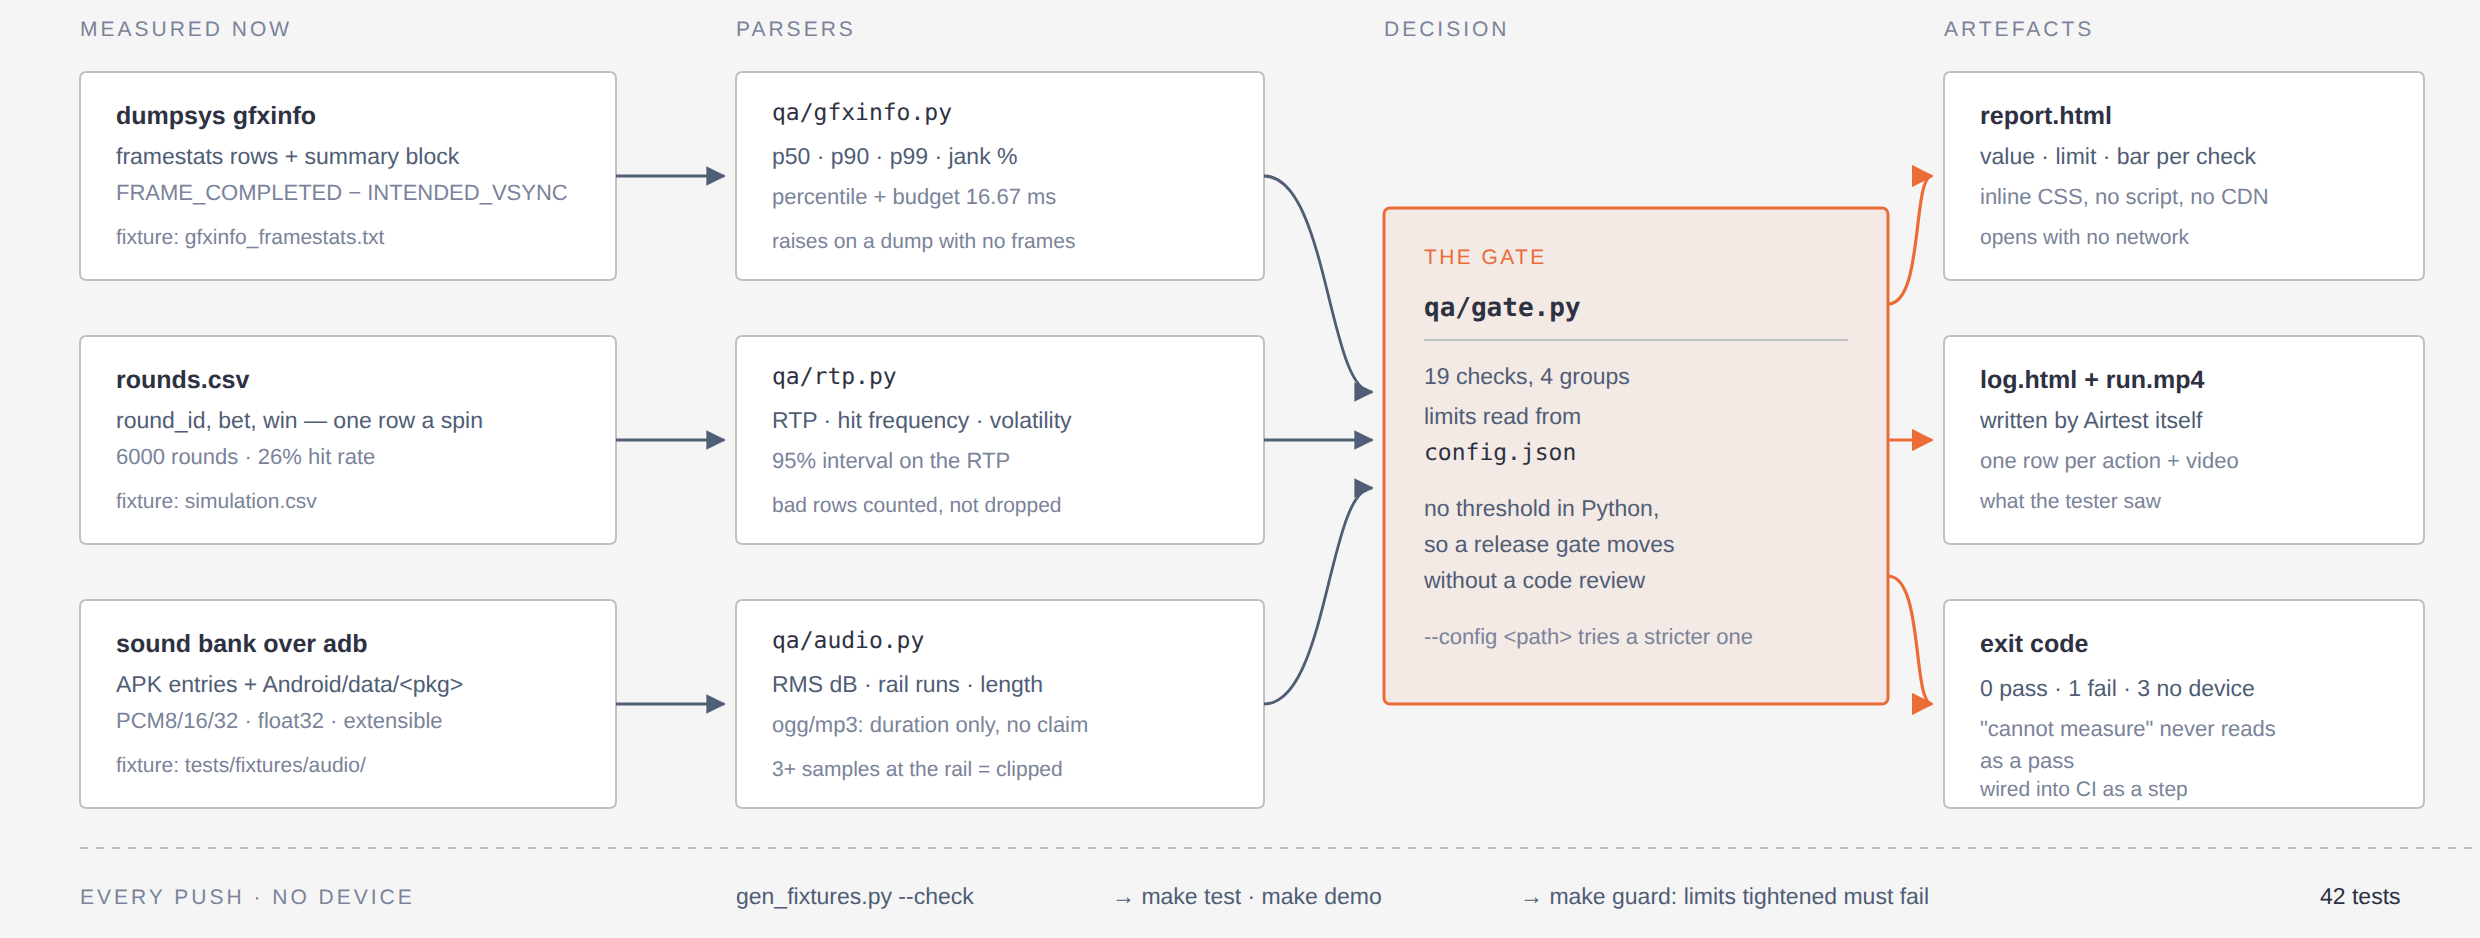 MEASURED NOW
PARSERS
DECISION
ARTEFACTS
dumpsys gfxinfo
framestats rows + summary block
FRAME_COMPLETED − INTENDED_VSYNC
fixture: gfxinfo_framestats.txt
qa/gfxinfo.py
p50 · p90 · p99 · jank %
percentile + budget 16.67 ms
raises on a dump with no frames
report.html
value · limit · bar per check
inline CSS, no script, no CDN
opens with no network
rounds.csv
round_id, bet, win — one row a spin
6000 rounds · 26% hit rate
fixture: simulation.csv
qa/rtp.py
RTP · hit frequency · volatility
95% interval on the RTP
bad rows counted, not dropped
THE GATE
qa/gate.py
19 checks, 4 groups
limits read from
config.json
no threshold in Python,
so a release gate moves
without a code review
--config <path> tries a stricter one
log.html + run.mp4
written by Airtest itself
one row per action + video
what the tester saw
sound bank over adb
APK entries + Android/data/<pkg>
PCM8/16/32 · float32 · extensible
fixture: tests/fixtures/audio/
qa/audio.py
RMS dB · rail runs · length
ogg/mp3: duration only, no claim
3+ samples at the rail = clipped
exit code
0 pass · 1 fail · 3 no device
"cannot measure" never reads
as a pass
wired into CI as a step
EVERY PUSH · NO DEVICE
gen_fixtures.py --check
→ make test · make demo
→ make guard: limits tightened must fail
42 tests